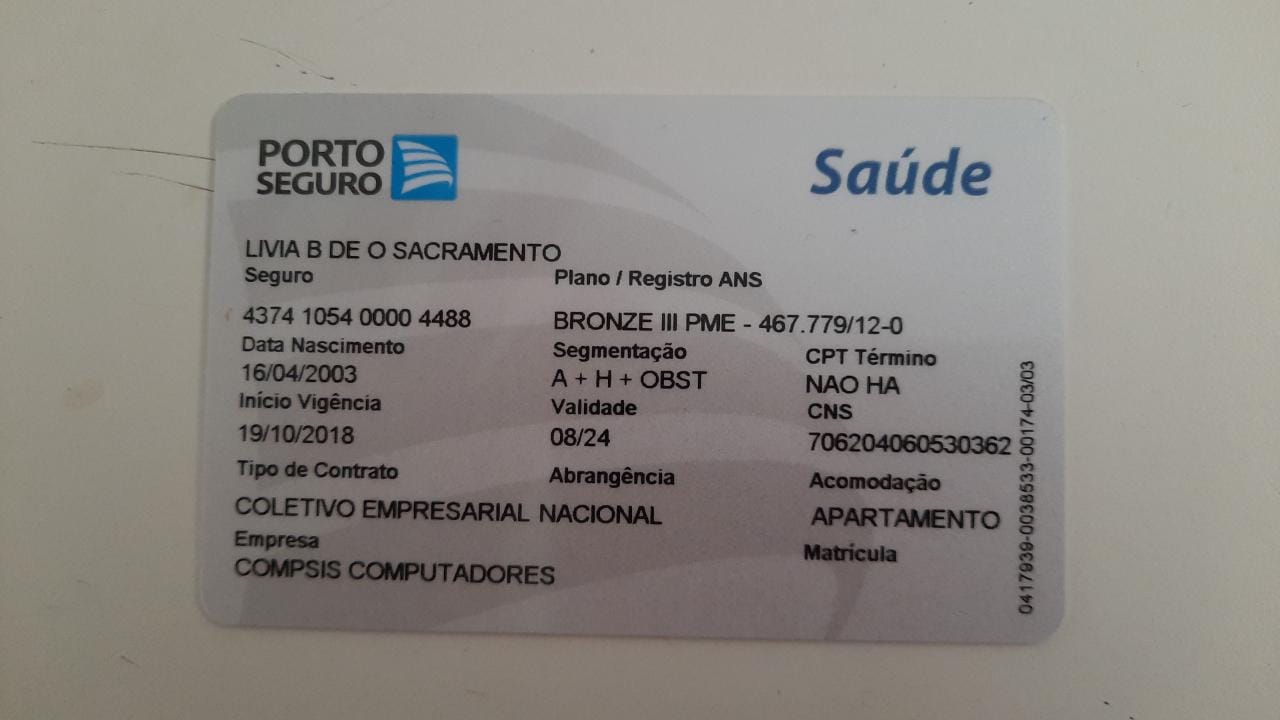 PORTO
SEGURO
Saúde
LIVIA B DE O SACRAMENTO
Seguro
Plano / Registro ANS
4374 1054 0000 4488
BRONZE III PME - 467.779/12-0
Data Nascimento
Segmentação
CPT Término
16/04/2003
A + H + OBST
NAO HA
Início Vigência
Validade
CNS
19/10/2018
08/24
706204060530362
Tipo de Contrato
Abrangência
Acomodação
COLETIVO EMPRESARIAL NACIONAL
APARTAMENTO
Empresa
Matrícula
COMPSIS COMPUTADORES
0417939-0038533-00174-03/03